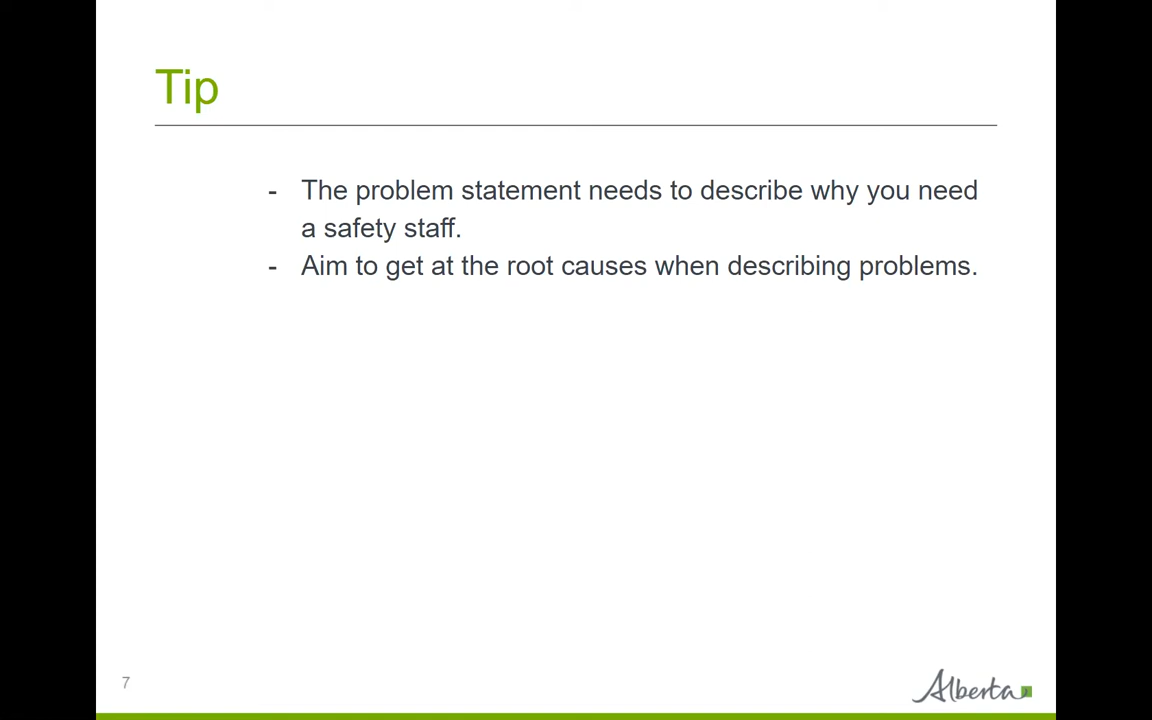 Tip
- The problem statement needs to describe why you need
a safety staff.
- Aim to get at the root causes when describing problems.
7
Alberta